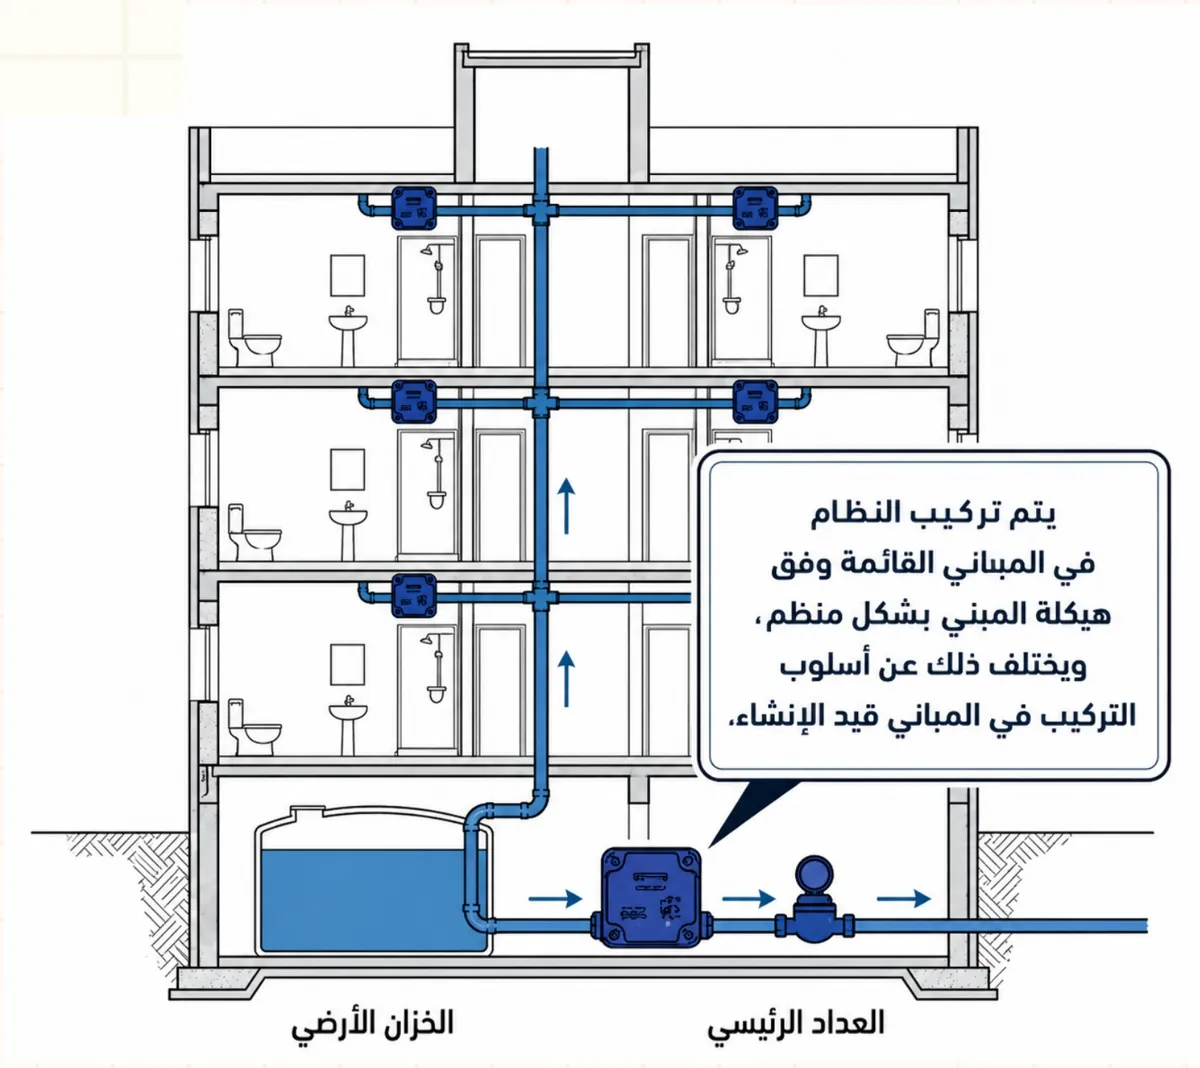 يتم تركيب النظام
في المباني القائمة وفق
هيكلة المبني بشكل منظم،
ويختلف ذلك عن أسلوب
التركيب في المباني قيد الإنشاء.
العداد الرئيسي
الخزان الأرضي